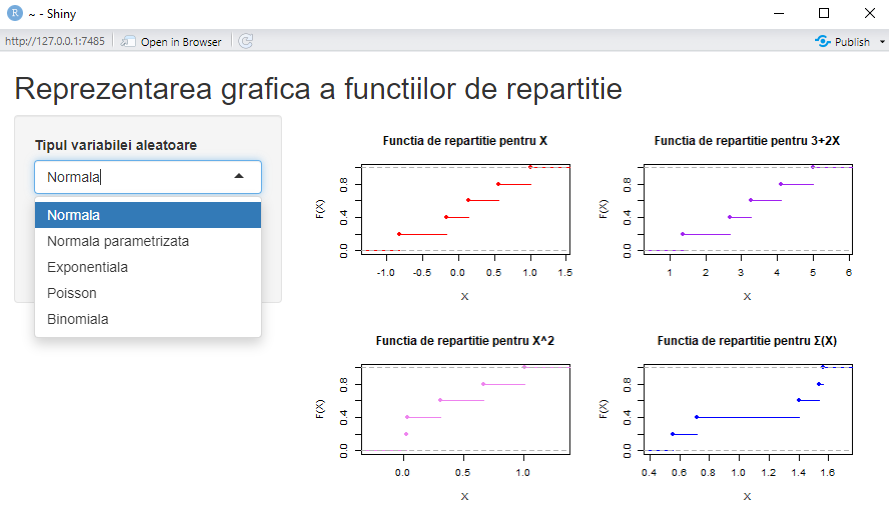 R ~ - Shiny
http://127.0.0.1:7485 Open in Browser Publish
Reprezentarea grafica a functiilor de repartitie
Tipul variabilei aleatoare
Normala
Normala
Normala parametrizata
Exponentiala
Poisson
Binomiala
Functia de repartitie pentru X
F(X)
0.0 0.4 0.8
-1.0 -0.5 0.0 0.5 1.0 1.5
X
Functia de repartitie pentru 3+2X
F(X)
0.0 0.4 0.8
1 2 3 4 5 6
X
Functia de repartitie pentru X^2
F(X)
0.0 0.4 0.8
0.0 0.5 1.0
X
Functia de repartitie pentru Σ(X)
F(X)
0.0 0.4 0.8
0.4 0.6 0.8 1.0 1.2 1.4 1.6
X